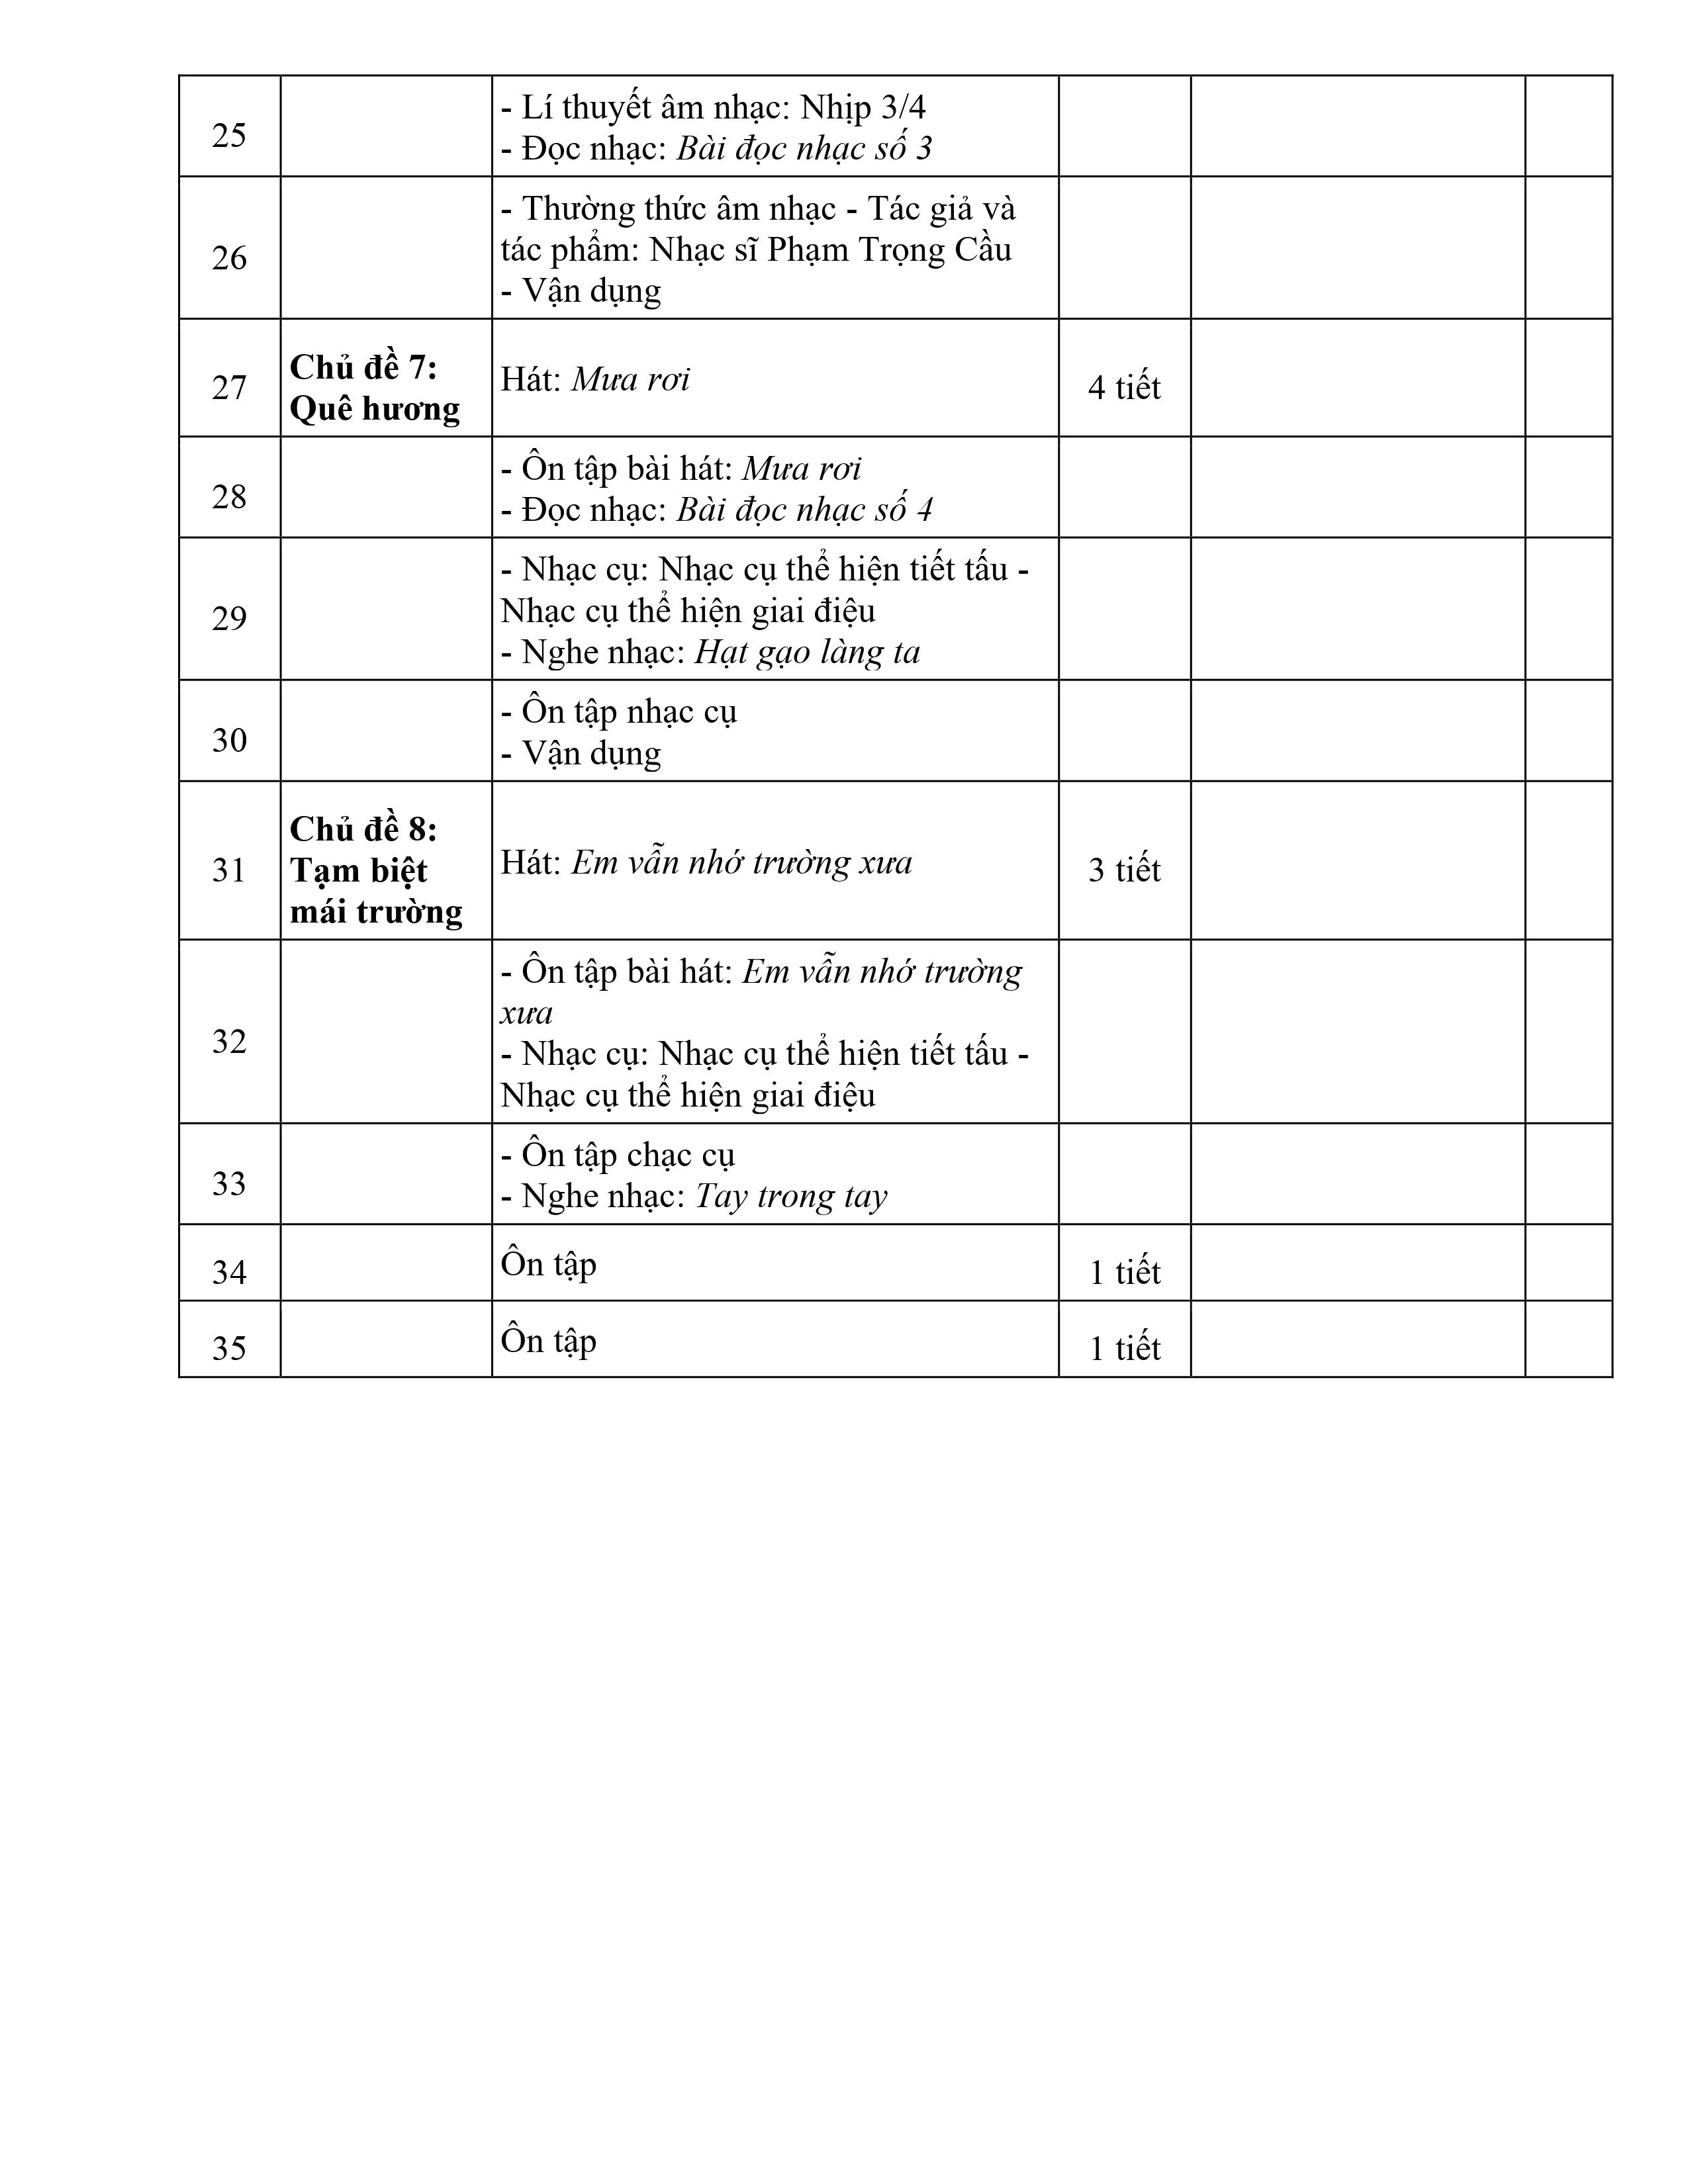 25
- Lí thuyết âm nhạc: Nhịp 3/4
- Đọc nhạc: Bài đọc nhạc số 3
26
- Thường thức âm nhạc - Tác giả và
tác phẩm: Nhạc sĩ Phạm Trọng Cầu
- Vận dụng
27
Chủ đề 7:
Quê hương
Hát: Mưa rơi
4 tiết
28
- Ôn tập bài hát: Mưa rơi
- Đọc nhạc: Bài đọc nhạc số 4
29
- Nhạc cụ: Nhạc cụ thể hiện tiết tấu -
Nhạc cụ thể hiện giai điệu
- Nghe nhạc: Hạt gạo làng ta
30
- Ôn tập nhạc cụ
- Vận dụng
31
Chủ đề 8:
Tạm biệt
mái trường
Hát: Em vẫn nhớ trường xưa
3 tiết
32
- Ôn tập bài hát: Em vẫn nhớ trường
xưa
- Nhạc cụ: Nhạc cụ thể hiện tiết tấu -
Nhạc cụ thể hiện giai điệu
33
- Ôn tập chạc cụ
- Nghe nhạc: Tay trong tay
34
Ôn tập
1 tiết
35
Ôn tập
1 tiết